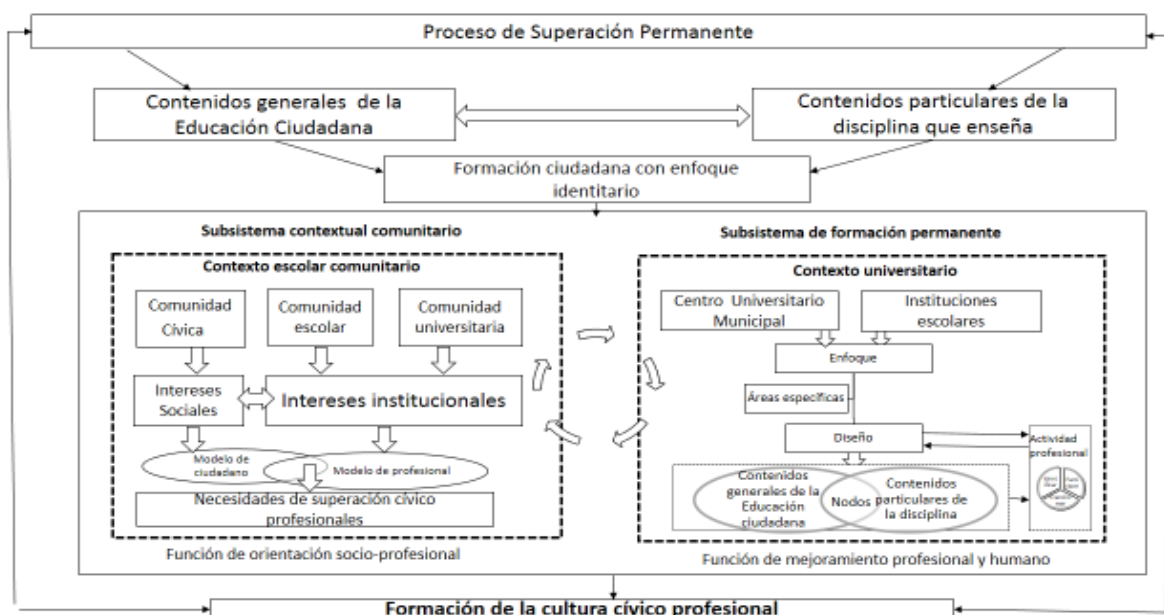 Proceso de Superación Permanente
Contenidos generales de la
Educación Ciudadana
Contenidos particulares de la
disciplina que enseña
Formación ciudadana con enfoque
identitario
Subsistema contextual comunitario
Subsistema de formación permanente
Contexto escolar comunitario
Contexto universitario
Comunidad
Cívica
Comunidad
escolar
Comunidad
universitaria
Centro Universitario
Municipal
Instituciones
escolares
Enfoque
Intereses
Sociales
Intereses institucionales
Áreas específicas
Diseño
Actividad
profesional
Modelo de
ciudadano
Modelo de profesional
Contenidos
generales de la
Educación
ciudadana
Nodos
Contenidos
particulares de
la disciplina
Necesidades de superación cívico
profesionales
Función de orientación socio-profesional
Función de mejoramiento profesional y humano
Formación de la cultura cívico profesional